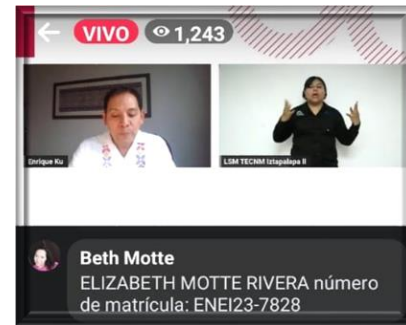 VIVO 1,243
Enrique Ku
LSM TECNM Iztapalapa II
Beth Motte
ELIZABETH MOTTE RIVERA número
de matrícula: ENEI23-7828